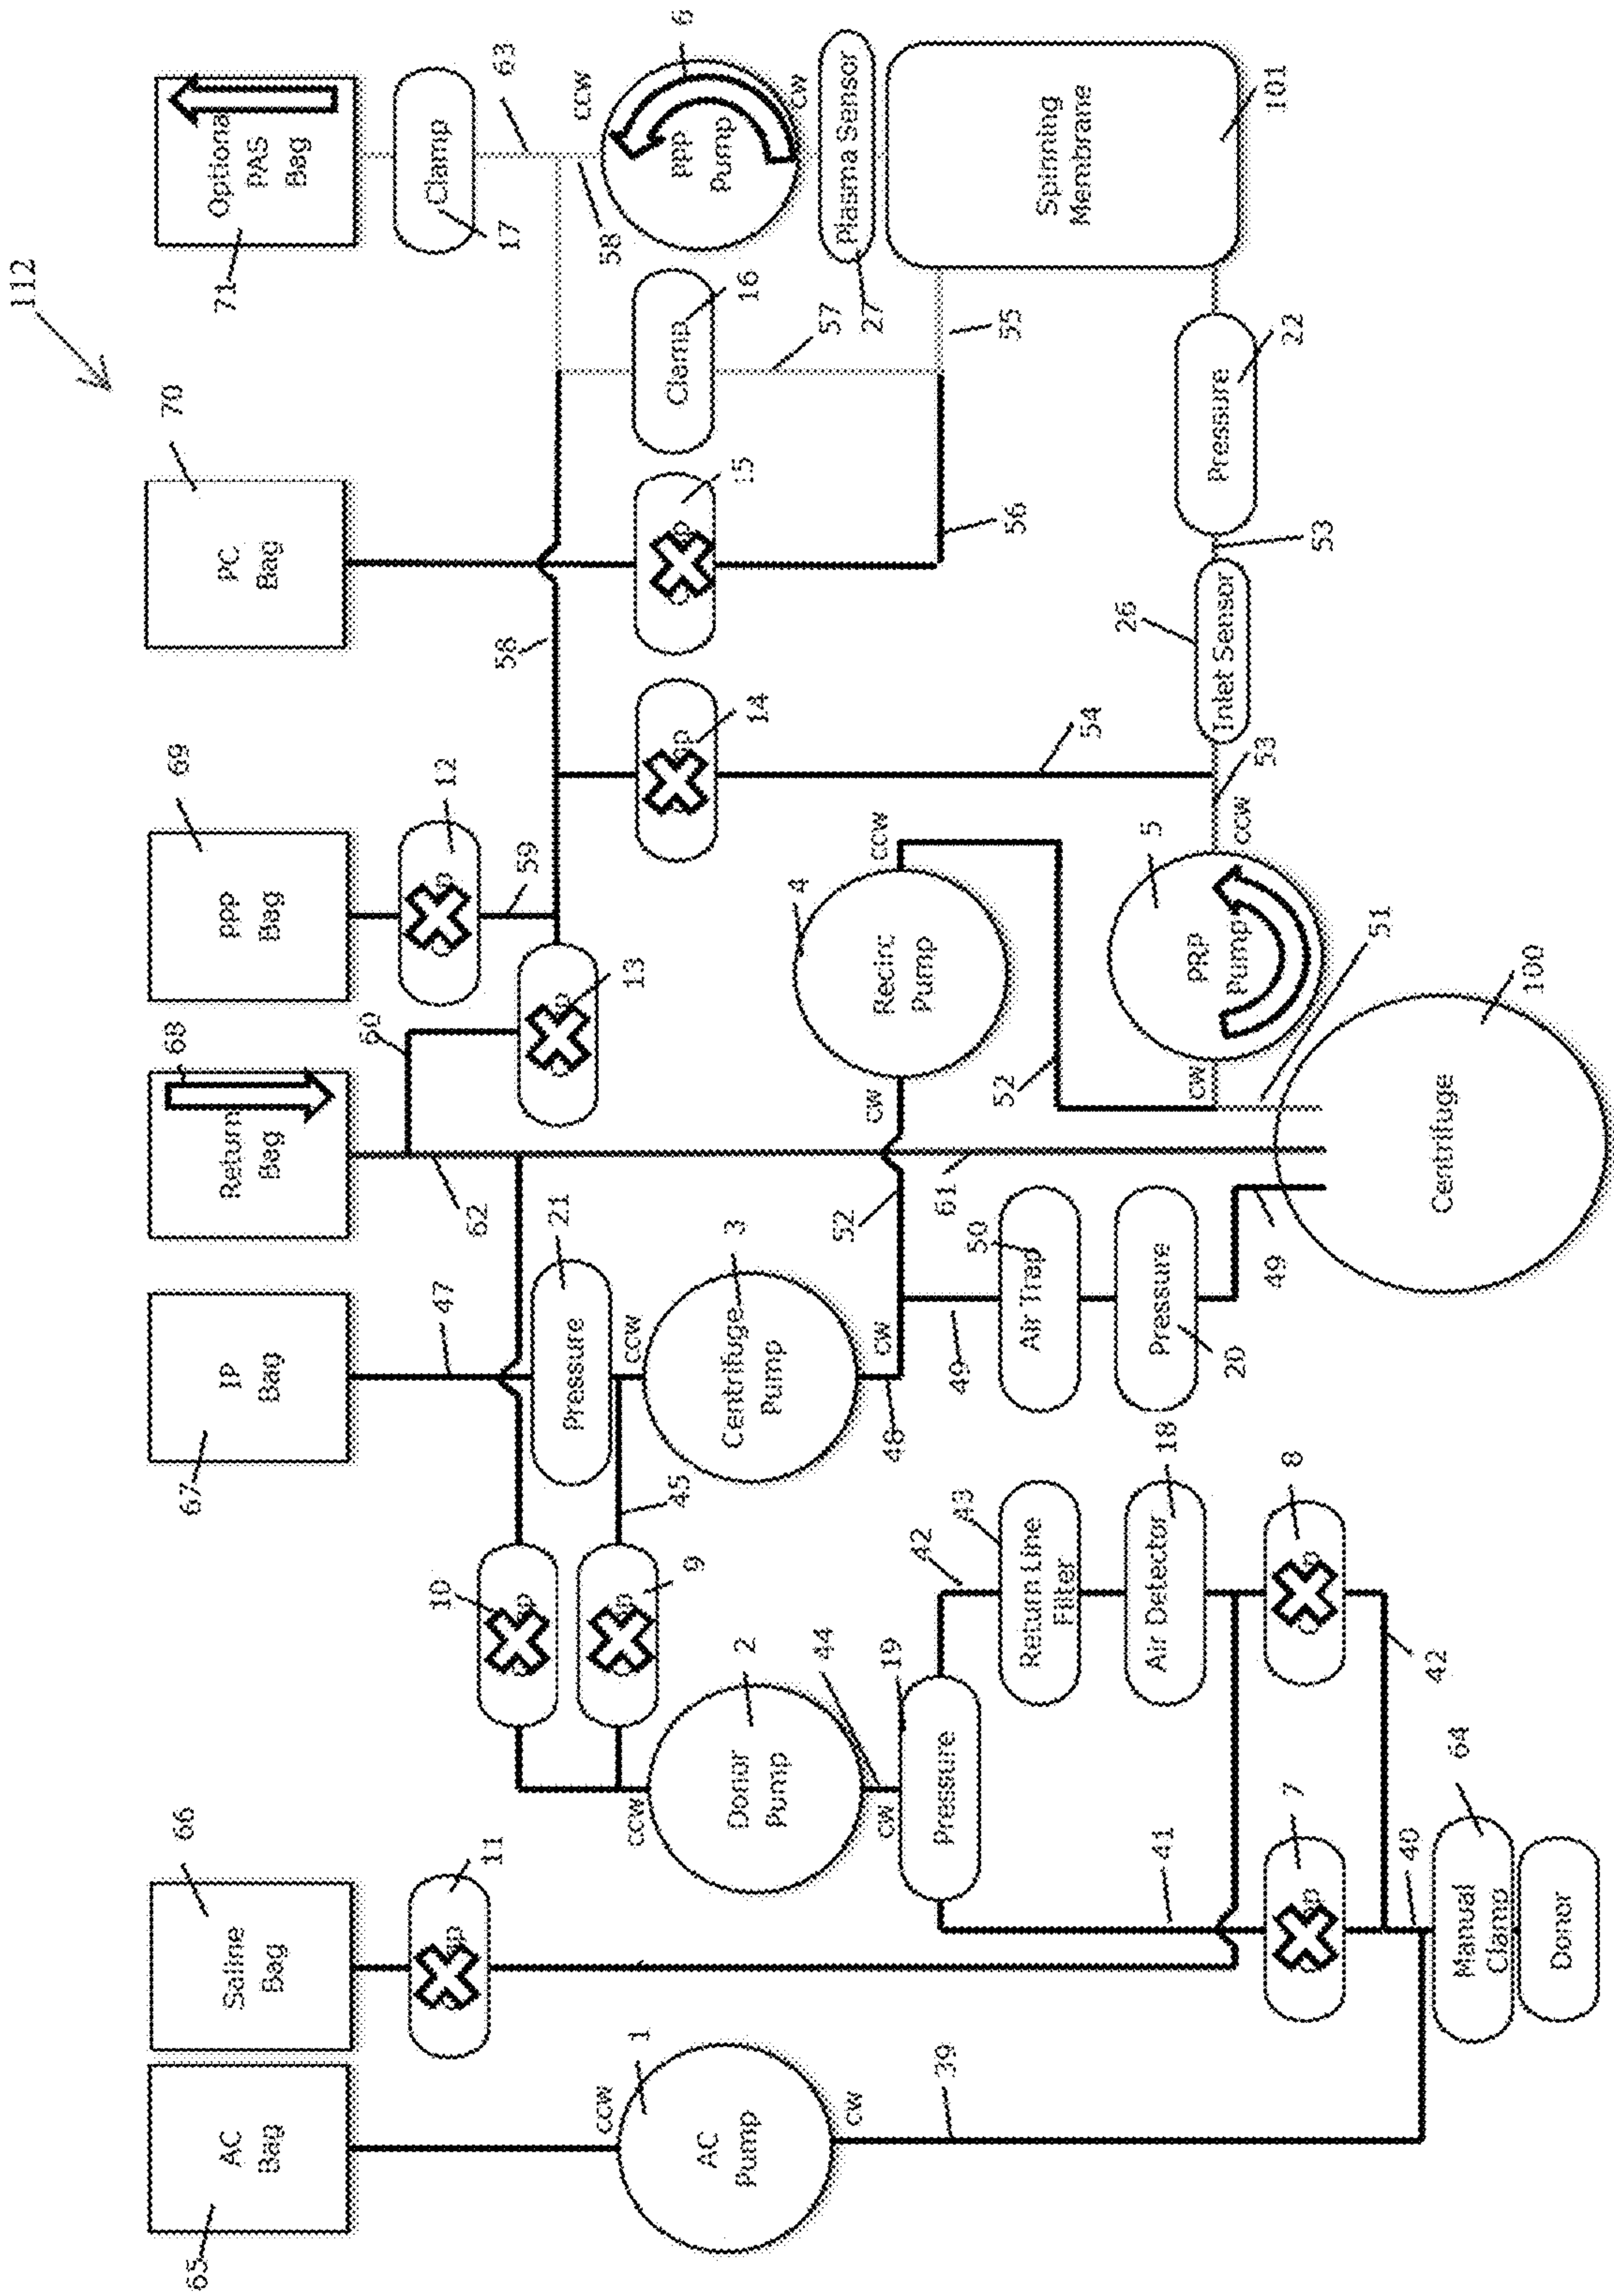 112
65
AC
Bag
66
Saline
Bag
67
IP
Bag
68
Return
Bag
69
PPP
Bag
70
PC
Bag
71
Optional
PAS
Bag
11
10
9
47
62
60
12
59
13
58
Clamp
17
63
ccw
1
AC
Pump
cw
39
ccw
Donor
Pump
2
cw
44
45
Pressure
21
ccw
Centrifuge
Pump
3
cw
48
14
15
Clamp
16
57
58
ccw
PPP
Pump
6
cw
Plasma Sensor
27
19
Pressure
42
Return Line
Filter
43
Air Detector
18
49
Air Trap
50
Pressure
20
49
52
61
cw
Recirc
Pump
4
ccw
52
54
56
55
Spinning
Membrane
101
41
7
8
42
40
Manual
Clamp
64
Donor
Centrifuge
100
51
cw
PRP
Pump
5
ccw
53
Inlet Sensor
26
53
Pressure
22